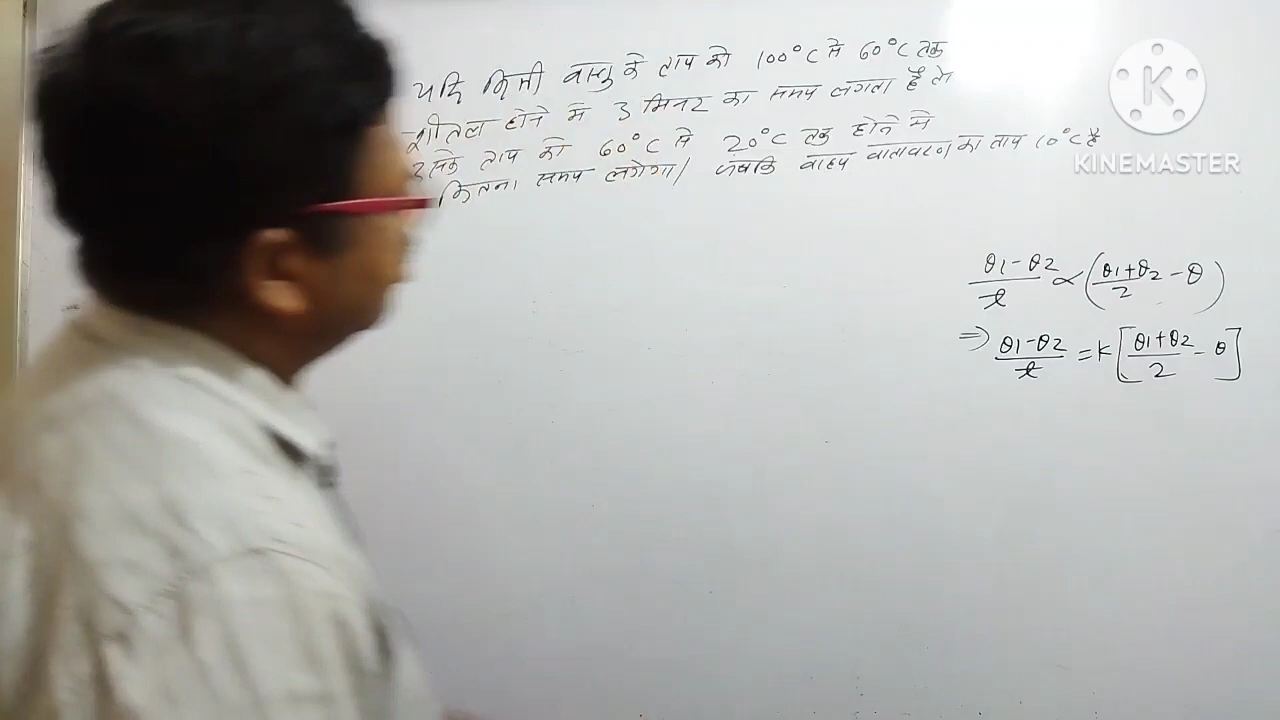 यदि किसी वस्तु के ताप को 100°C से 60°C तक
शीतल होने में 3 मिनट का समय लगता है तो
उसके ताप को 60°C से 20°C तक होने में
कितना समय लगेगा / जबकि वाह्य वातावरण का ताप 10°C है
KINEMASTER
θ1-θ2/t ∝ (θ1+θ2/2 - θ)
⇒ θ1-θ2/t = K[θ1+θ2/2 - θ]